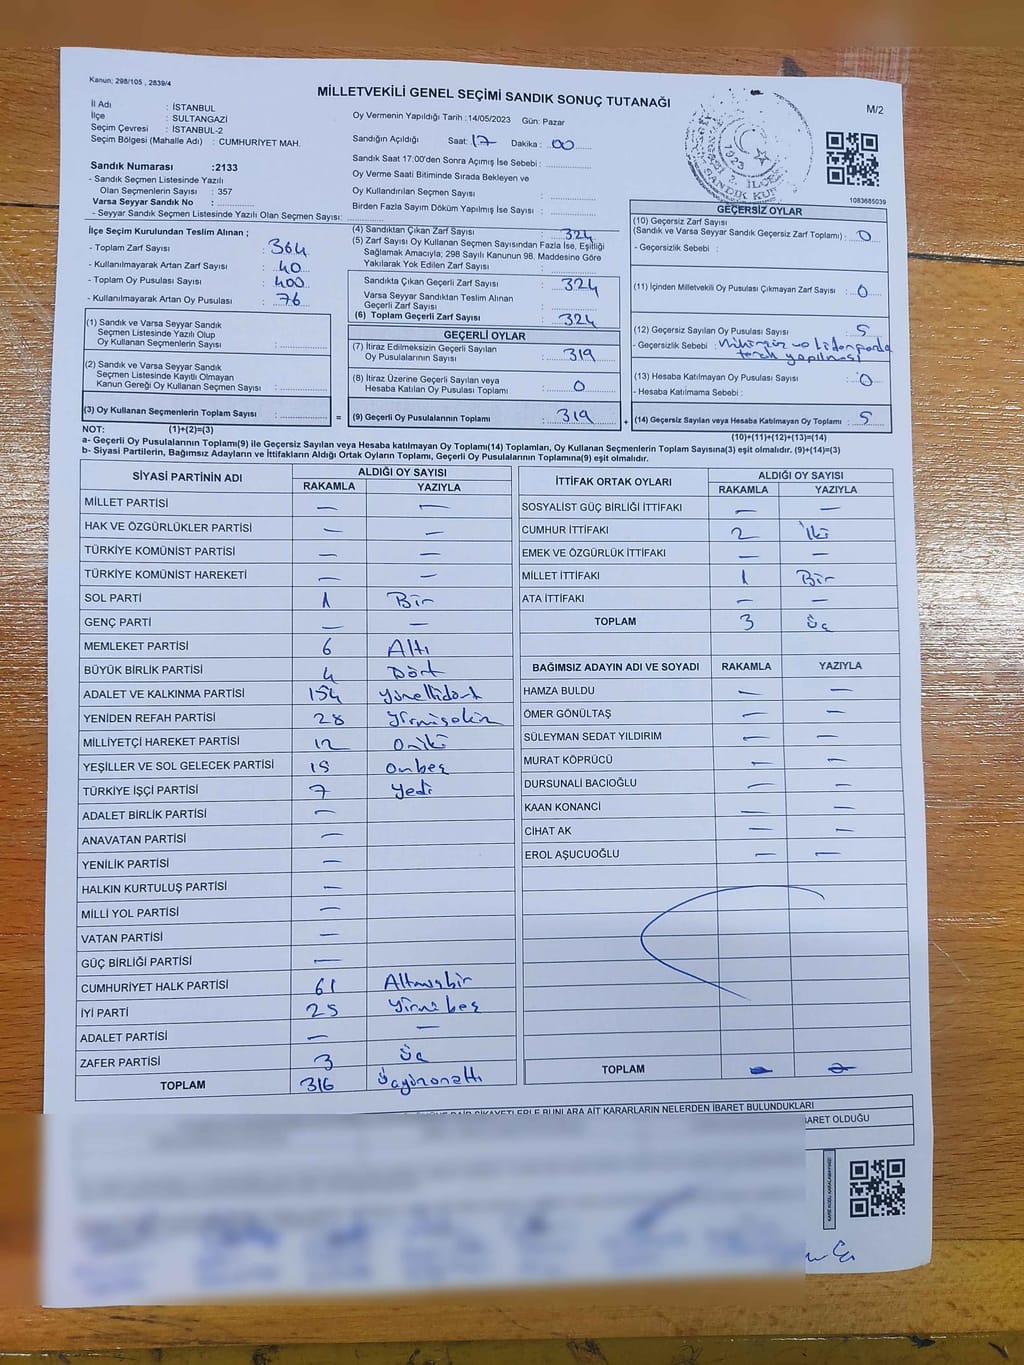 Kanun: 298/105 , 2839/4
MİLLETVEKİLİ GENEL SEÇİMİ SANDIK SONUÇ TUTANAĞI
M/2
İl Adı : İSTANBUL
İlçe : SULTANGAZİ
Seçim Çevresi : İSTANBUL-2
Seçim Bölgesi (Mahalle Adı) : CUMHURİYET MAH.
Sandık Numarası :2133
- Sandık Seçmen Listesinde Yazılı
Olan Seçmenlerin Sayısı : 357
Varsa Seyyar Sandık No :
- Seyyar Sandık Seçmen Listesinde Yazılı Olan Seçmen Sayısı:
Oy Vermenin Yapıldığı Tarih :14/05/2023 Gün: Pazar
Sandığın Açıldığı Saat: 17 Dakika : 00
Sandık Saat 17:00'den Sonra Açımış İse Sebebi :
Oy Verme Saati Bitiminde Sırada Bekleyen ve
Oy Kullandırılan Seçmen Sayısı :
Birden Fazla Sayım Döküm Yapılmış İse Sayısı :
1923
SANDIK KUR
1083685039
İlçe Seçim Kurulundan Teslim Alınan ;
- Toplam Zarf Sayısı : 364
- Kullanılmayarak Artan Zarf Sayısı : 40
- Toplam Oy Pusulası Sayısı : 400
- Kullanılmayarak Artan Oy Pusulası : 76
(1) Sandık ve Varsa Seyyar Sandık
Seçmen Listesinde Yazılı Olup
Oy Kullanan Seçmenlerin Sayısı :
(2) Sandık ve Varsa Seyyar Sandık
Seçmen Listesinde Kayıtlı Olmayan
Kanun Gereği Oy Kullanan Seçmen Sayısı :
(3) Oy Kullanan Seçmenlerin Toplam Sayısı :
(4) Sandıktan Çıkan Zarf Sayısı : 324
(5) Zarf Sayısı Oy Kullanan Seçmen Sayısından Fazla İse, Eşitliği
Sağlamak Amacıyla; 298 Sayılı Kanunun 98. Maddesine Göre
Yakılarak Yok Edilen Zarf Sayısı :
Sandıkta Çıkan Geçerli Zarf Sayısı : 324
Varsa Seyyar Sandıktan Teslim Alınan
Geçerli Zarf Sayısı :
(6) Toplam Geçerli Zarf Sayısı : 324
GEÇERLİ OYLAR
(7) İtiraz Edilmeksizin Geçerli Sayılan
Oy Pusulalarının Sayısı : 319
(8) İtiraz Üzerine Geçerli Sayılan veya
Hesaba Katılan Oy Pusulası Toplamı : 0
= (9) Geçerli Oy Pusulalarının Toplamı : 319
GEÇERSİZ OYLAR
(10) Geçersiz Zarf Sayısı
(Sandık ve Varsa Seyyar Sandıktak Geçersiz Zarf Toplamı) : 0
- Geçersizlik Sebebi :
(11) İçinden Milletvekili Oy Pusulası Çıkmayan Zarf Sayısı : 0
(12) Geçersiz Sayılan Oy Pusulası Sayısı : 5
- Geçersizlik Sebebi : Mühürsüz ve
yapılması
(13) Hesaba Katılmayan Oy Pusulası Sayısı : 0
- Hesaba Katılmama Sebebi :
+ (14) Geçersiz Sayılan veya Hesaba Katılmayan Oy Toplamı : 5
NOT: (1)+(2)=(3)
(10)+(11)+(12)+(13)=(14)
a- Geçerli Oy Pusulalarının Toplamı(9) ile Geçersiz Sayılan veya Hesaba katılmayan Oy Toplamı(14) Toplamları, Oy Kullanan Seçmenlerin Toplam Sayısına(3) eşit olmalıdır. (9)+(14)=(3)
b- Siyasi Partilerin, Bağımsız Adayların ve İttifakların Aldığı Ortak Oyların Toplamı, Geçerli Oy Pusulalarının Toplamına(9) eşit olmalıdır.
SİYASİ PARTİNİN ADI ALDIĞI OY SAYISI
RAKAMLA YAZIYLA
MİLLET PARTİSİ — —
HAK VE ÖZGÜRLÜKLER PARTİSİ — —
TÜRKİYE KOMÜNİST PARTİSİ — —
TÜRKİYE KOMÜNİST HAREKETİ — —
SOL PARTİ 1 Bir
GENÇ PARTİ — —
MEMLEKET PARTİSİ 6 Altı
BÜYÜK BİRLİK PARTİSİ 4 Dört
ADALET VE KALKINMA PARTİSİ 154 Yüzellidört
YENİDEN REFAH PARTİSİ 28 Yirmisekiz
MİLLİYETÇİ HAREKET PARTİSİ 12 Oniki
YEŞİLLER VE SOL GELECEK PARTİSİ 15 Onbeş
TÜRKİYE İŞÇİ PARTİSİ 7 Yedi
ADALET BİRLİK PARTİSİ —
ANAVATAN PARTİSİ —
YENİLİK PARTİSİ —
HALKIN KURTULUŞ PARTİSİ —
MİLLİ YOL PARTİSİ —
VATAN PARTİSİ —
GÜÇ BİRLİĞİ PARTİSİ —
CUMHURİYET HALK PARTİSİ 61 Altmışbir
İYİ PARTİ 25 Yirmibeş
ADALET PARTİSİ — —
ZAFER PARTİSİ 3 Üç
TOPLAM 316 Üçyüzonaltı
İTTİFAK ORTAK OYLARI ALDIĞI OY SAYISI
RAKAMLA YAZIYLA
SOSYALİST GÜÇ BİRLİĞİ İTTİFAKI — —
CUMHUR İTTİFAKI 2 İki
EMEK VE ÖZGÜRLÜK İTTİFAKI — —
MİLLET İTTİFAKI 1 Bir
ATA İTTİFAKI — —
TOPLAM 3 Üç
BAĞIMSIZ ADAYIN ADI VE SOYADI RAKAMLA YAZIYLA
HAMZA BULDU — —
ÖMER GÖNÜLTAŞ — —
SÜLEYMAN SEDAT YILDIRIM — —
MURAT KÖPRÜCÜ — —
DURSUNALİ BACIOĞLU — —
KAAN KONANCİ — —
CİHAT AK — —
EROL AŞUCUOĞLU — —
TOPLAM
ŞİKAYETLERLE BUNLARA AİT KARARLARIN NELERDEN İBARET BULUNDUKLARI
BARET OLDUĞU